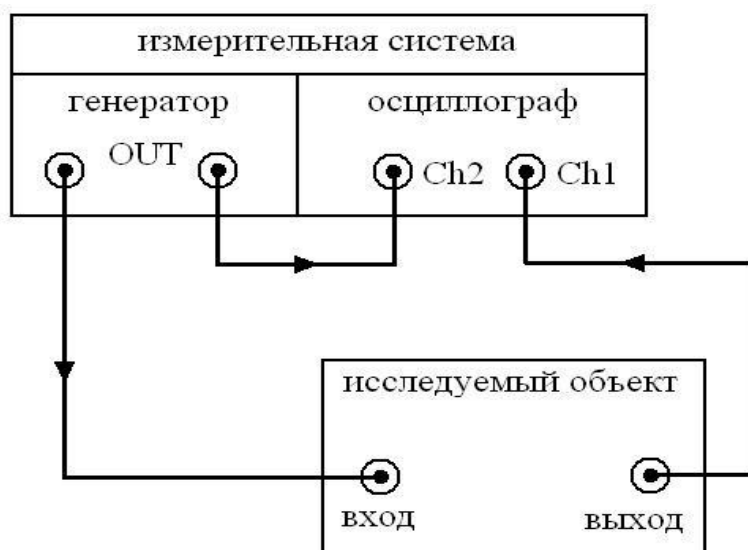 измерительная система
генератор
осциллограф
OUT
Ch2
Ch1
исследуемый объект
вход
выход